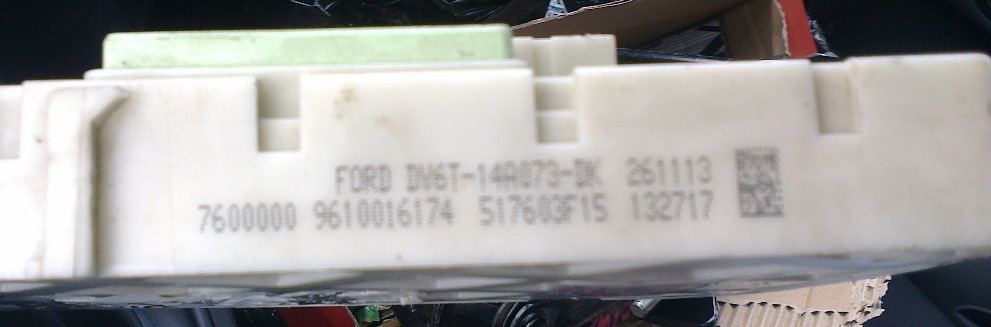 FORD DV6T-14A073-DK 261113
7600000 9610016174 517603F15 132717